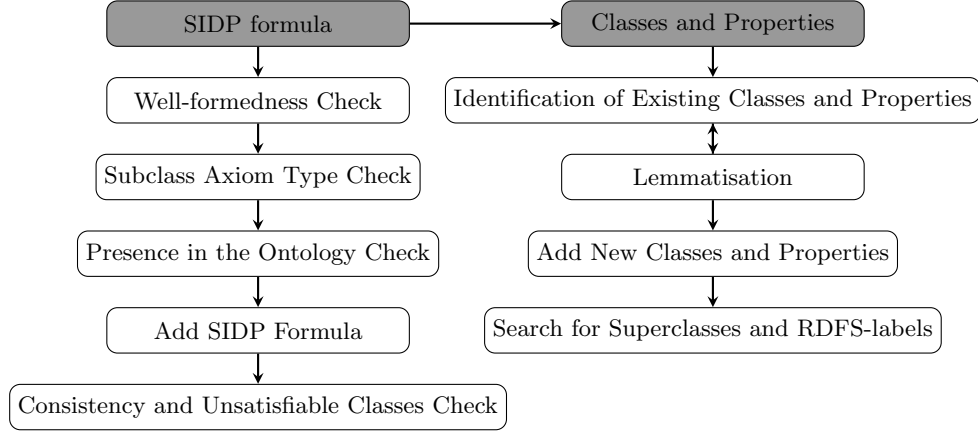 SIDP formula
Well-formedness Check
Subclass Axiom Type Check
Presence in the Ontology Check
Add SIDP Formula
Consistency and Unsatisfiable Classes Check
Classes and Properties
Identification of Existing Classes and Properties
Lemmatisation
Add New Classes and Properties
Search for Superclasses and RDFS-labels